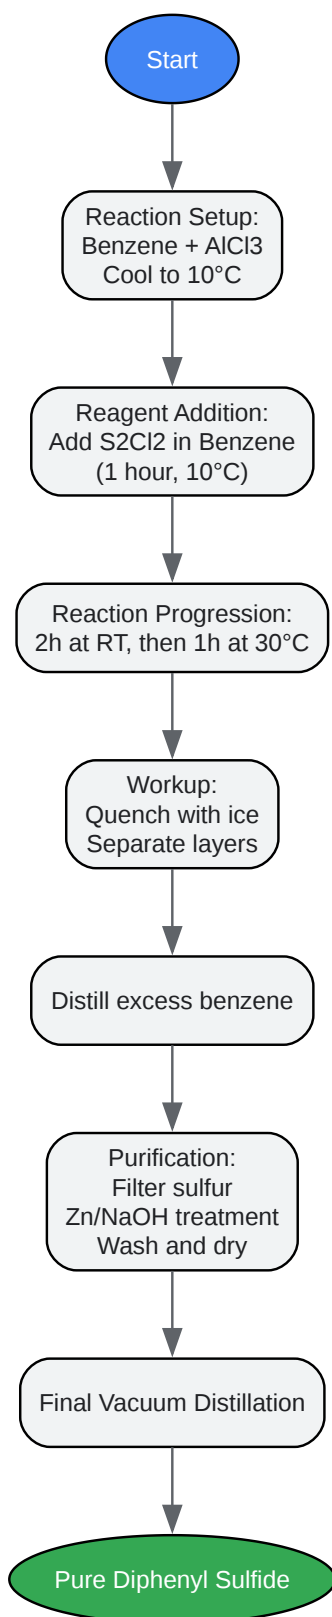 Start
Reaction Setup:
Benzene + AlCl3
Cool to 10°C
Reagent Addition:
Add S2Cl2 in Benzene
(1 hour, 10°C)
Reaction Progression:
2h at RT, then 1h at 30°C
Workup:
Quench with ice
Separate layers
Distill excess benzene
Purification:
Filter sulfur
Zn/NaOH treatment
Wash and dry
Final Vacuum Distillation
Pure Diphenyl Sulfide